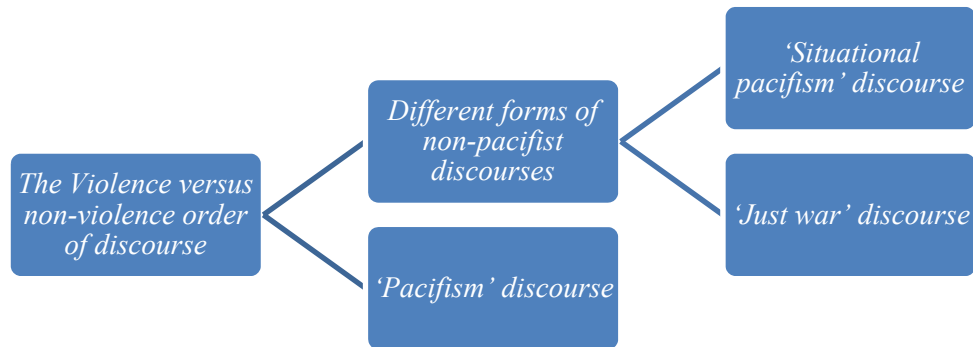 The Violence versus
non-violence order
of discourse
Different forms of
non-pacifist
discourses
‘Pacifism’ discourse
‘Situational
pacifism’ discourse
‘Just war’ discourse